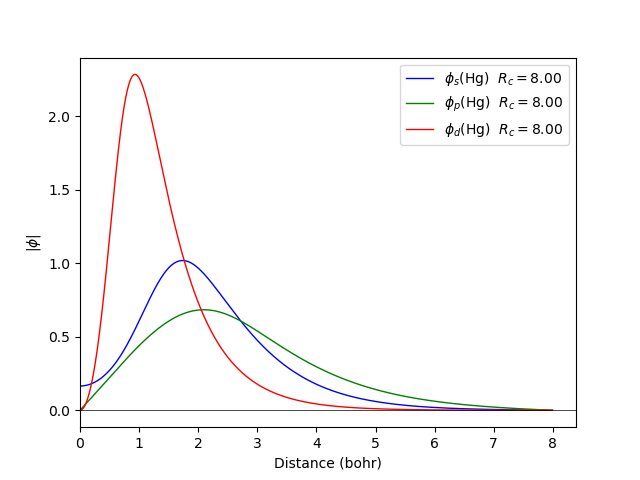 ϕs(Hg) Rc = 8.00
ϕp(Hg) Rc = 8.00
ϕd(Hg) Rc = 8.00
2.0
1.5
1.0
0.5
0.0
|ϕ|
0 1 2 3 4 5 6 7 8
Distance (bohr)